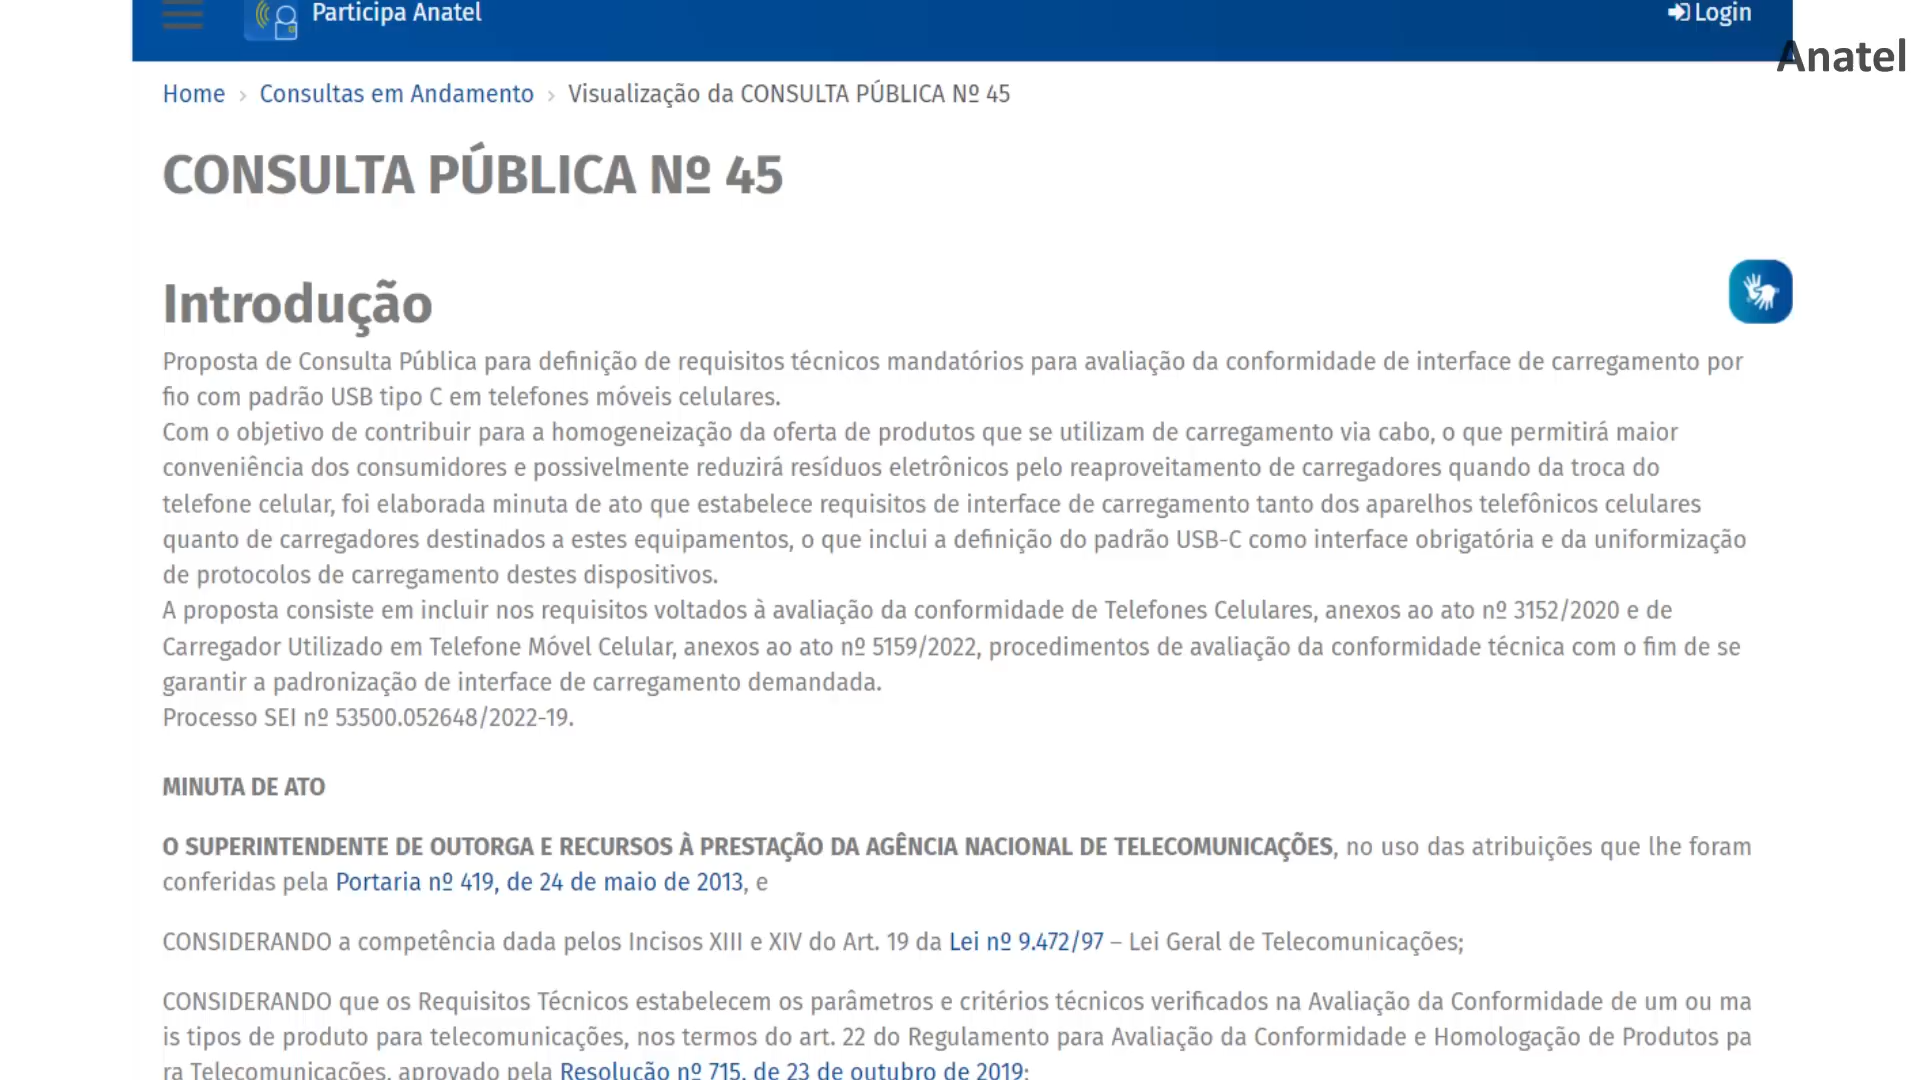 Participa Anatel
Login
Anatel
Home › Consultas em Andamento › Visualização da CONSULTA PÚBLICA Nº 45
CONSULTA PÚBLICA Nº 45
Introdução
Proposta de Consulta Pública para definição de requisitos técnicos mandatórios para avaliação da conformidade de interface de carregamento por
fio com padrão USB tipo C em telefones móveis celulares.
Com o objetivo de contribuir para a homogeneização da oferta de produtos que se utilizam de carregamento via cabo, o que permitirá maior
conveniência dos consumidores e possivelmente reduzirá resíduos eletrônicos pelo reaproveitamento de carregadores quando da troca do
telefone celular, foi elaborada minuta de ato que estabelece requisitos de interface de carregamento tanto dos aparelhos telefônicos celulares
quanto de carregadores destinados a estes equipamentos, o que inclui a definição do padrão USB-C como interface obrigatória e da uniformização
de protocolos de carregamento destes dispositivos.
A proposta consiste em incluir nos requisitos voltados à avaliação da conformidade de Telefones Celulares, anexos ao ato nº 3152/2020 e de
Carregador Utilizado em Telefone Móvel Celular, anexos ao ato nº 5159/2022, procedimentos de avaliação da conformidade técnica com o fim de se
garantir a padronização de interface de carregamento demandada.
Processo SEI nº 53500.052648/2022-19.
MINUTA DE ATO
O SUPERINTENDENTE DE OUTORGA E RECURSOS À PRESTAÇÃO DA AGÊNCIA NACIONAL DE TELECOMUNICAÇÕES, no uso das atribuições que lhe foram
conferidas pela Portaria nº 419, de 24 de maio de 2013, e
CONSIDERANDO a competência dada pelos Incisos XIII e XIV do Art. 19 da Lei nº 9.472/97 – Lei Geral de Telecomunicações;
CONSIDERANDO que os Requisitos Técnicos estabelecem os parâmetros e critérios técnicos verificados na Avaliação da Conformidade de um ou ma
is tipos de produto para telecomunicações, nos termos do art. 22 do Regulamento para Avaliação da Conformidade e Homologação de Produtos pa
ra Telecomunicações, aprovado pela Resolução nº 715, de 23 de outubro de 2019;